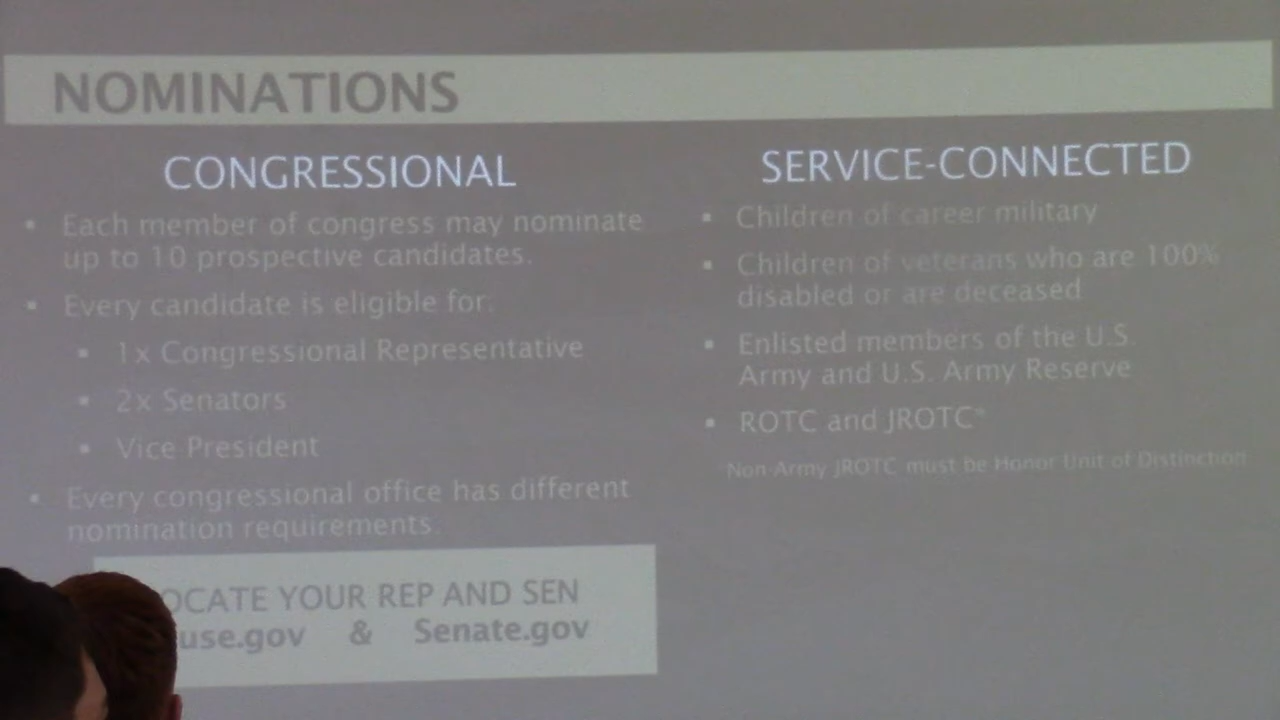 NOMINATIONS
CONGRESSIONAL
▪ Each member of congress may nominate
up to 10 prospective candidates.
▪ Every candidate is eligible for:
▪ 1x Congressional Representative
▪ 2x Senators
▪ Vice President
▪ Every congressional office has different
nomination requirements.
OCATE YOUR REP AND SEN
use.gov & Senate.gov
SERVICE-CONNECTED
▪ Children of career military
▪ Children of veterans who are 100%
disabled or are deceased
▪ Enlisted members of the U.S.
Army and U.S. Army Reserve
▪ ROTC and JROTC*
Non-Army JROTC must be Honor Unit of Distinction